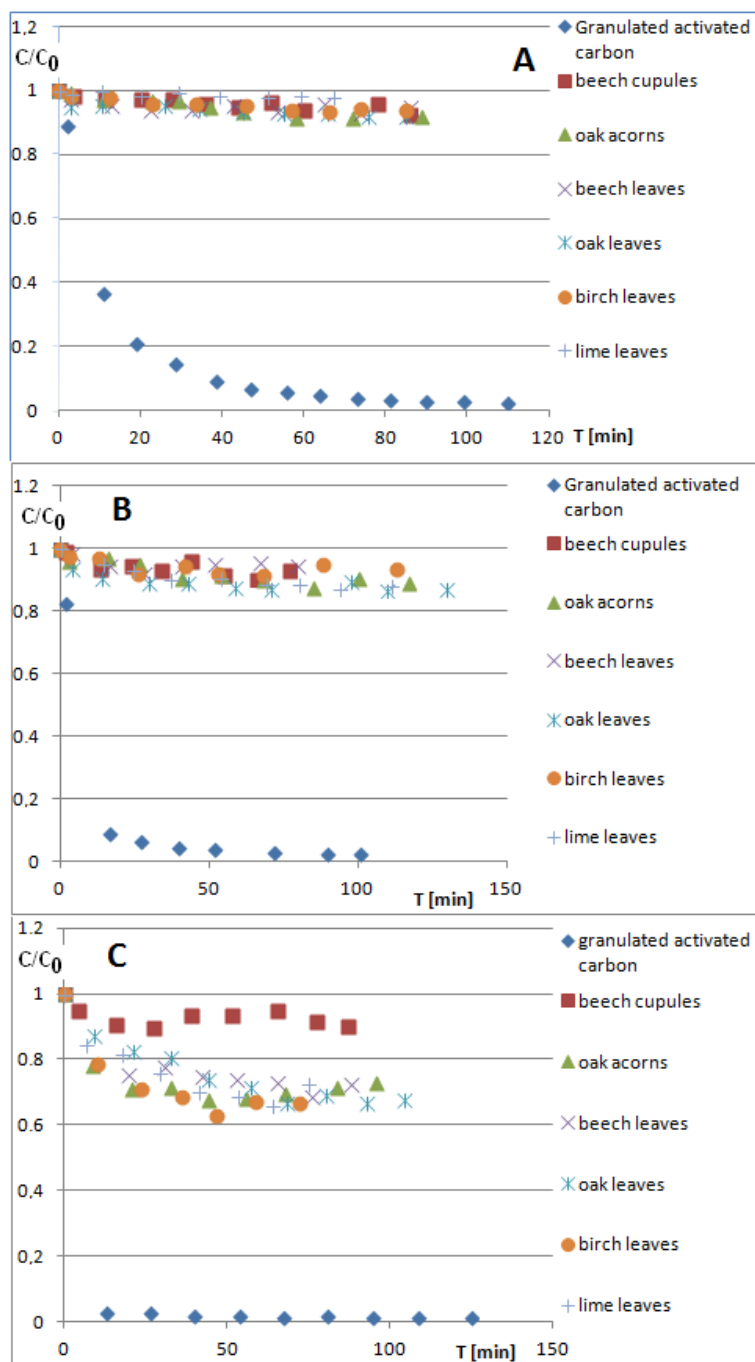 1,2
C/C0
1
0.8
0.6
0.4
0.2
0
0 20 40 60 80 100 120
T [min]
A
Granulated activated
carbon
beech cupules
oak acorns
beech leaves
oak leaves
birch leaves
lime leaves
1.2
C/C0
1
0.8
0.6
0.4
0,2
0
0 50 100 150
T [min]
B
Granulated activated
carbon
beech cupules
oak acorns
beech leaves
oak leaves
birch leaves
lime leaves
1.2
C/C0
1
0.8
0.6
0.4
0,2
0
0 50 100 150
T [min]
C
granulated activated
carbon
beech cupules
oak acorns
beech leaves
oak leaves
birch leaves
lime leaves